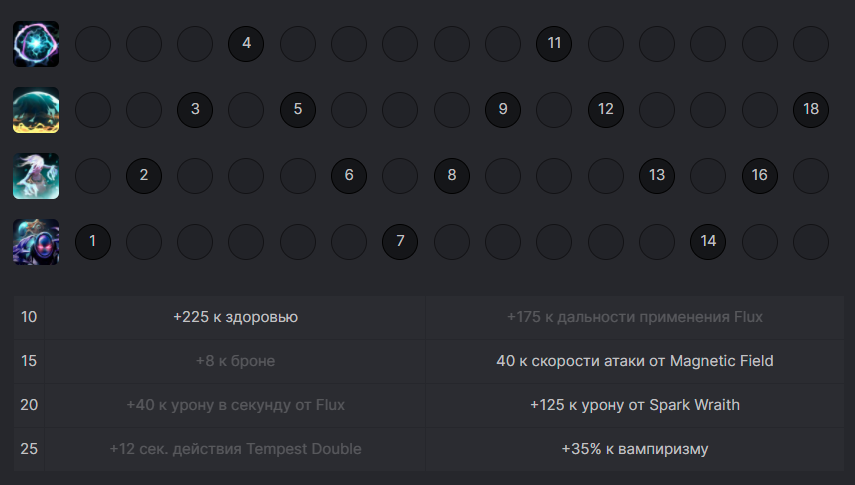 4 11
3 5 9 12 18
2 6 8 13 16
1 7 14
10 +225 к здоровью +175 к дальности применения Flux
15 +8 к броне 40 к скорости атаки от Magnetic Field
20 +40 к урону в секунду от Flux +125 к урону от Spark Wraith
25 +12 сек. действия Tempest Double +35% к вампиризму